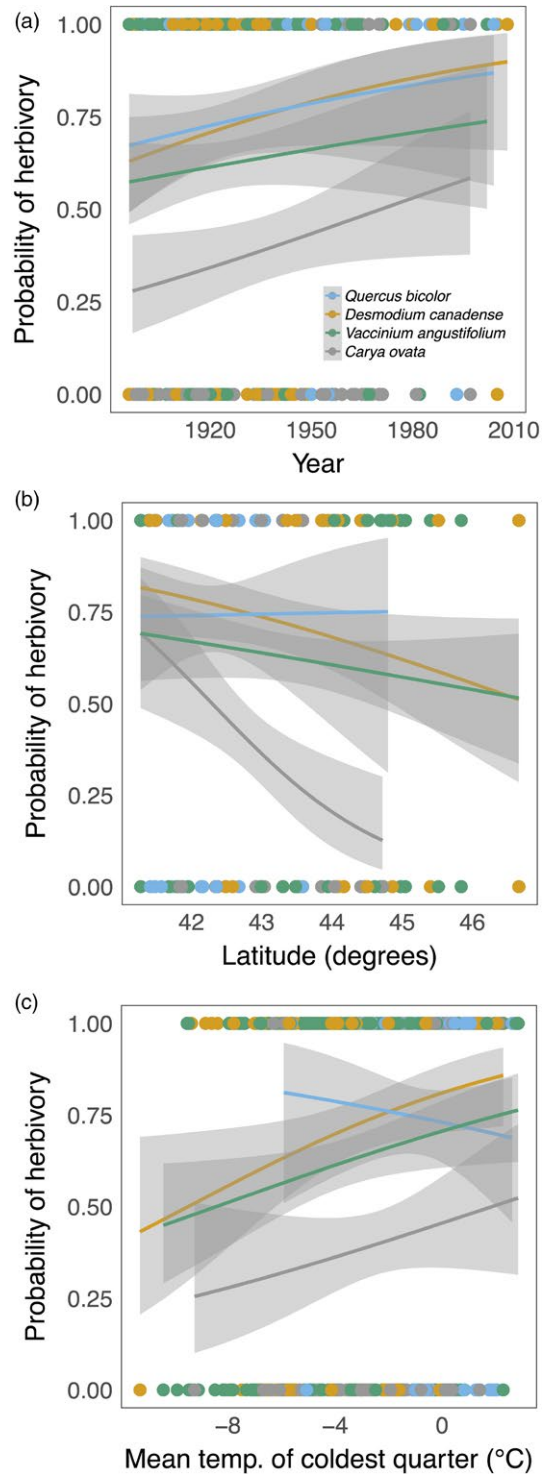 (a)
1.00
0.75
0.50
0.25
0.00
Probability of herbivory
Quercus bicolor
Desmodium canadense
Vaccinium angustifolium
Carya ovata
1920 1950 1980 2010
Year
(b)
1.00
0.75
0.50
0.25
0.00
Probability of herbivory
42 43 44 45 46
Latitude (degrees)
(c)
1.00
0.75
0.50
0.25
0.00
Probability of herbivory
−8 −4 0
Mean temp. of coldest quarter (°C)